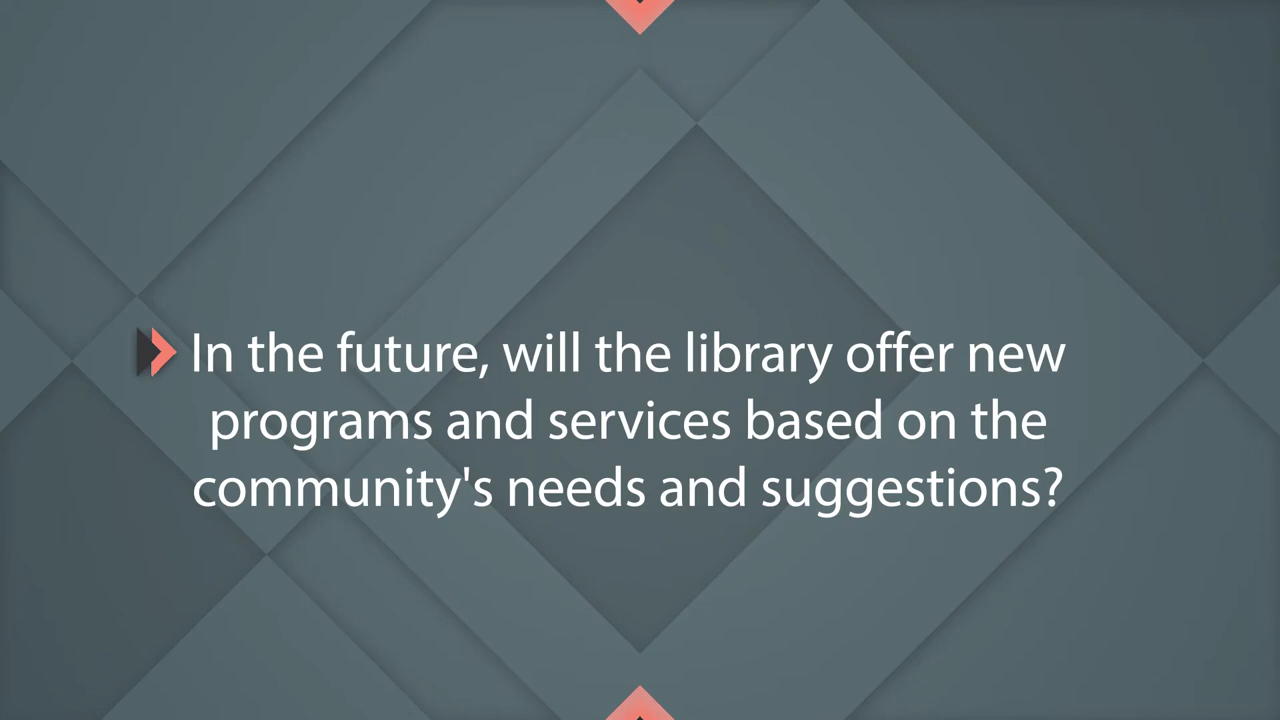 In the future, will the library offer new
programs and services based on the
community's needs and suggestions?